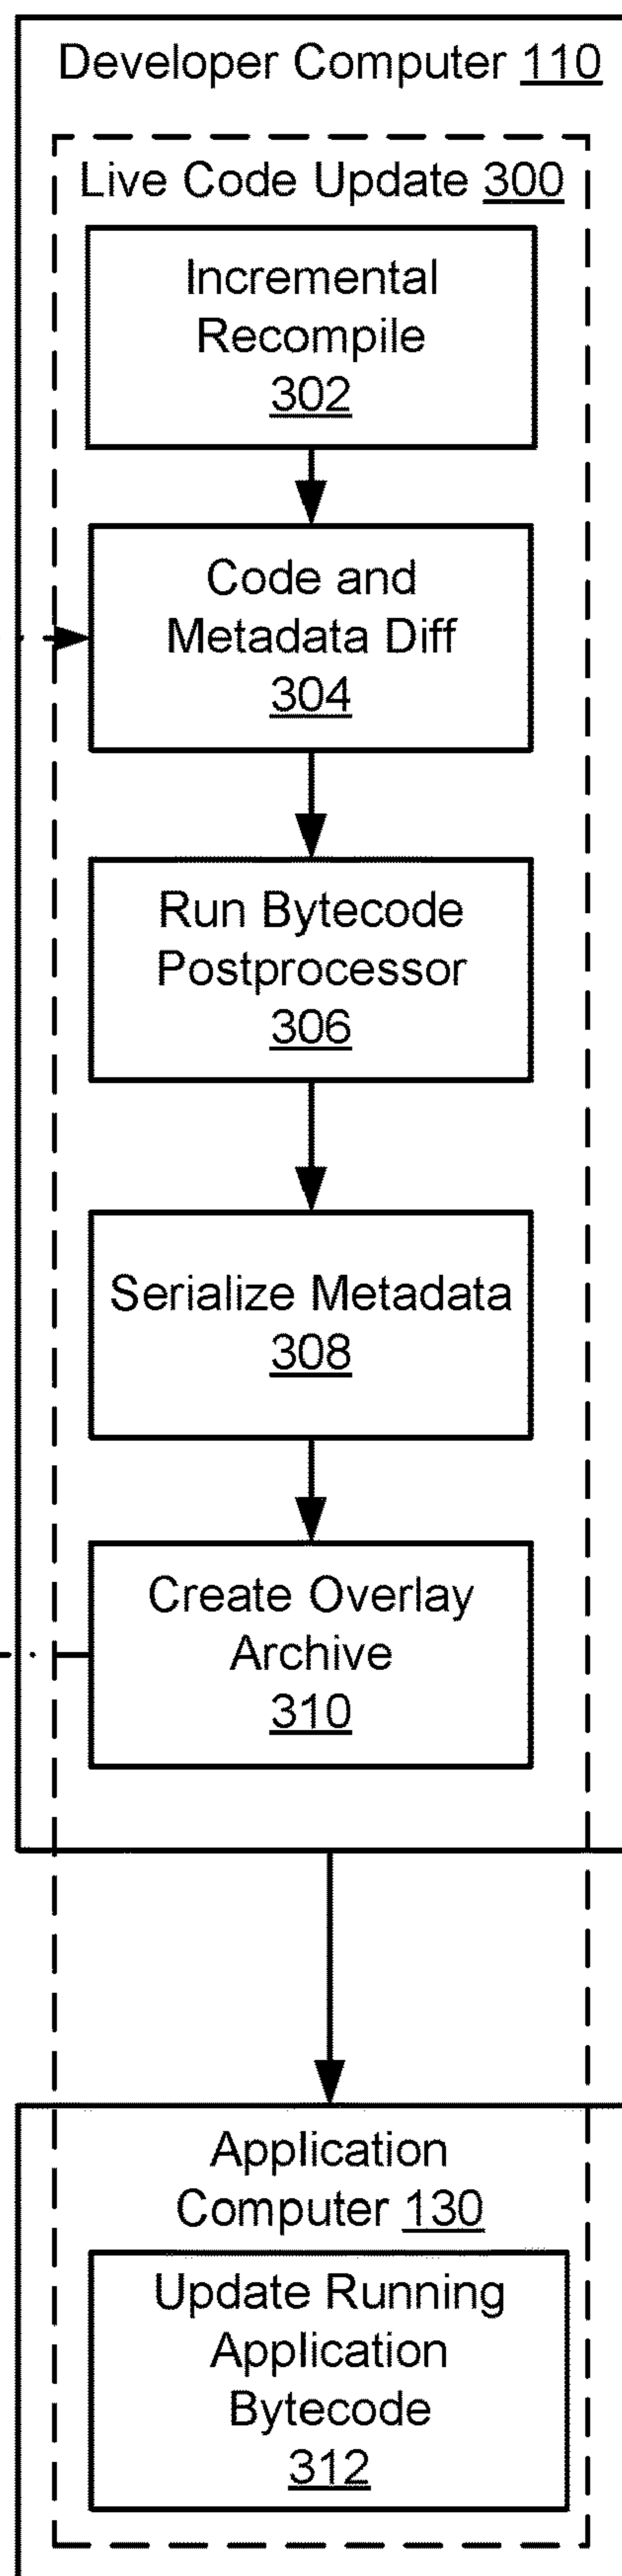 Developer Computer 110
Live Code Update 300
Incremental
Recompile
302
Code and
Metadata Diff
304
Run Bytecode
Postprocessor
306
Serialize Metadata
308
Create Overlay
Archive
310
Application
Computer 130
Update Running
Application
Bytecode
312